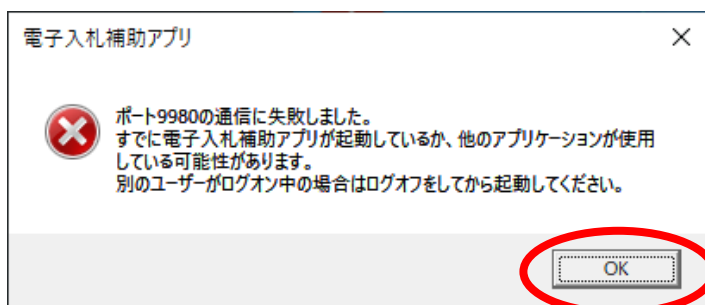 電子入札補助アプリ
ポート9980の通信に失敗しました。
すでに電子入札補助アプリが起動しているか、他のアプリケーションが使用
している可能性があります。
別のユーザーがログオン中の場合はログオフをしてから起動してください。
OK